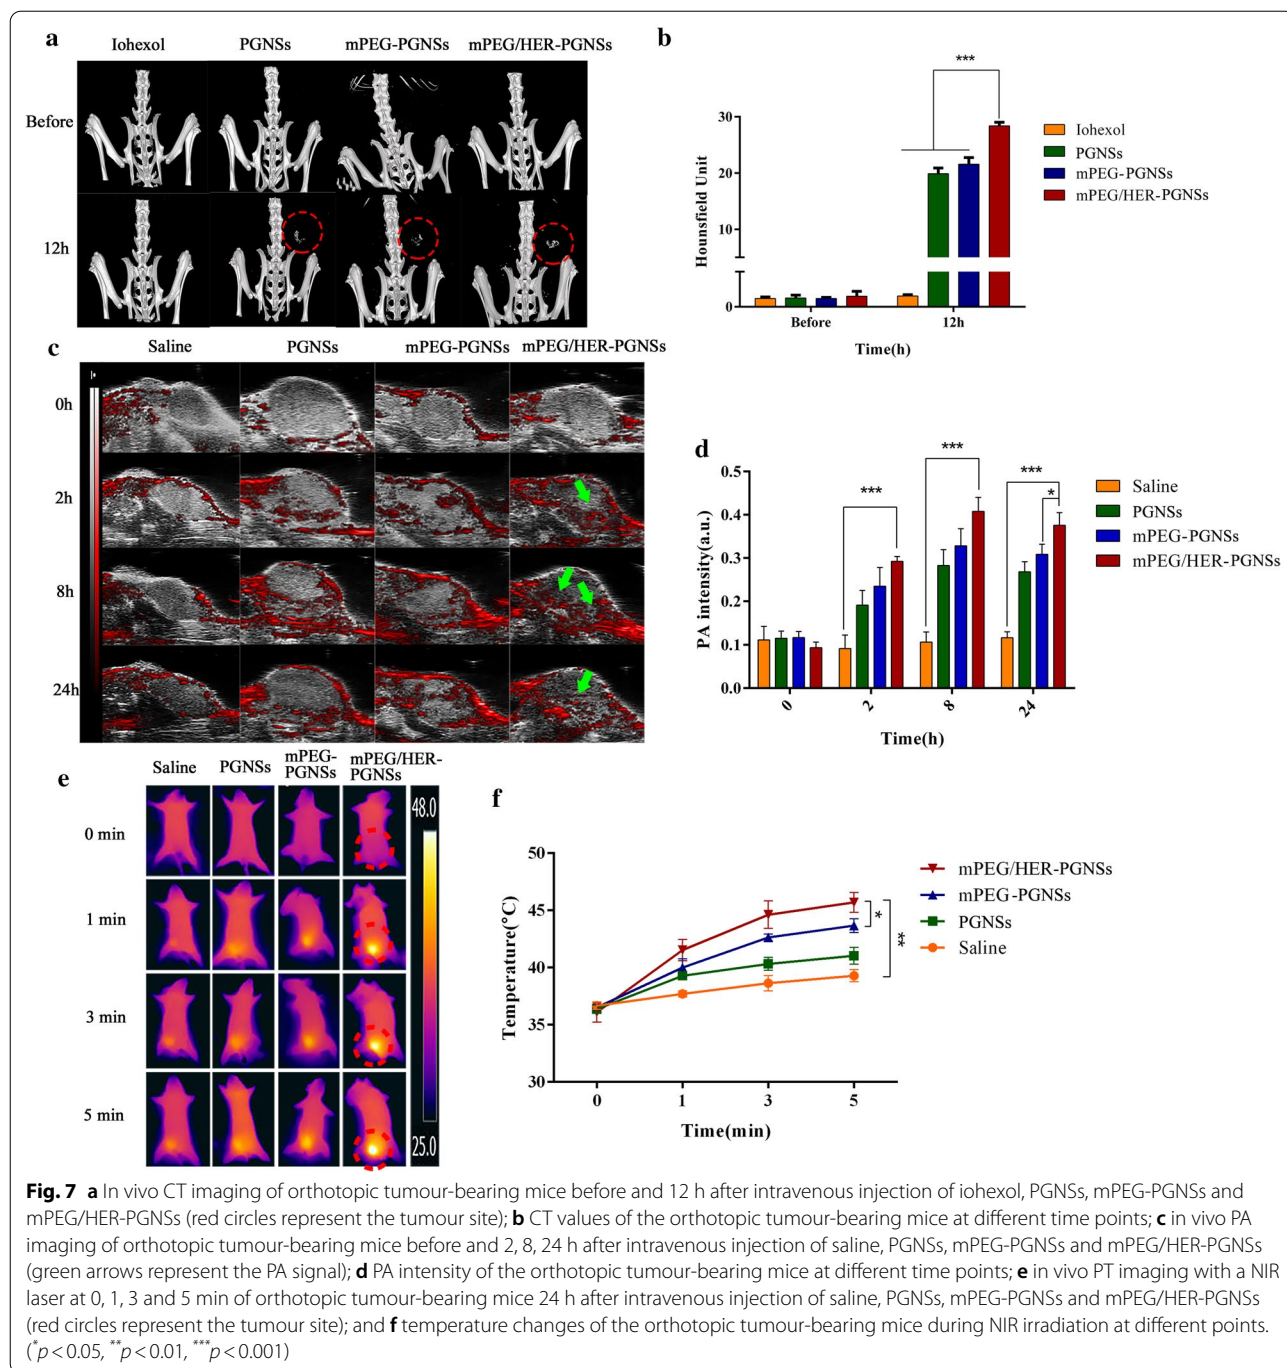 a
Iohexol PGNSs mPEG-PGNSs mPEG/HER-PGNSs
Before
12h
b
***
Hounsfield Unit
30
20
10
0
Before 12h
Time(h)
Iohexol
PGNSs
mPEG-PGNSs
mPEG/HER-PGNSs
c
Saline PGNSs mPEG-PGNSs mPEG/HER-PGNSs
0h
2h
8h
24h
d
PA intensity(a.u.)
0.5
0.4
0.3
0.2
0.1
0.0
*** *** *** *
0 2 8 24
Time(h)
Saline
PGNSs
mPEG-PGNSs
mPEG/HER-PGNSs
e
Saline PGNSs mPEG-PGNSs mPEG/HER-PGNSs
0 min
1 min
3 min
5 min
48.0
25.0
f
Temperature(°C)
50
45
40
35
30
0 1 3 5
Time(min)
*
**
mPEG/HER-PGNSs
mPEG-PGNSs
PGNSs
Saline
Fig. 7 a In vivo CT imaging of orthotopic tumour-bearing mice before and 12 h after intravenous injection of iohexol, PGNSs, mPEG-PGNSs and
mPEG/HER-PGNSs (red circles represent the tumour site); b CT values of the orthotopic tumour-bearing mice at different time points; c in vivo PA
imaging of orthotopic tumour-bearing mice before and 2, 8, 24 h after intravenous injection of saline, PGNSs, mPEG-PGNSs and mPEG/HER-PGNSs
(green arrows represent the PA signal); d PA intensity of the orthotopic tumour-bearing mice at different time points; e in vivo PT imaging with a NIR
laser at 0, 1, 3 and 5 min of orthotopic tumour-bearing mice 24 h after intravenous injection of saline, PGNSs, mPEG-PGNSs and mPEG/HER-PGNSs
(red circles represent the tumour site); and f temperature changes of the orthotopic tumour-bearing mice during NIR irradiation at different points.
(*p < 0.05, **p < 0.01, ***p < 0.001)